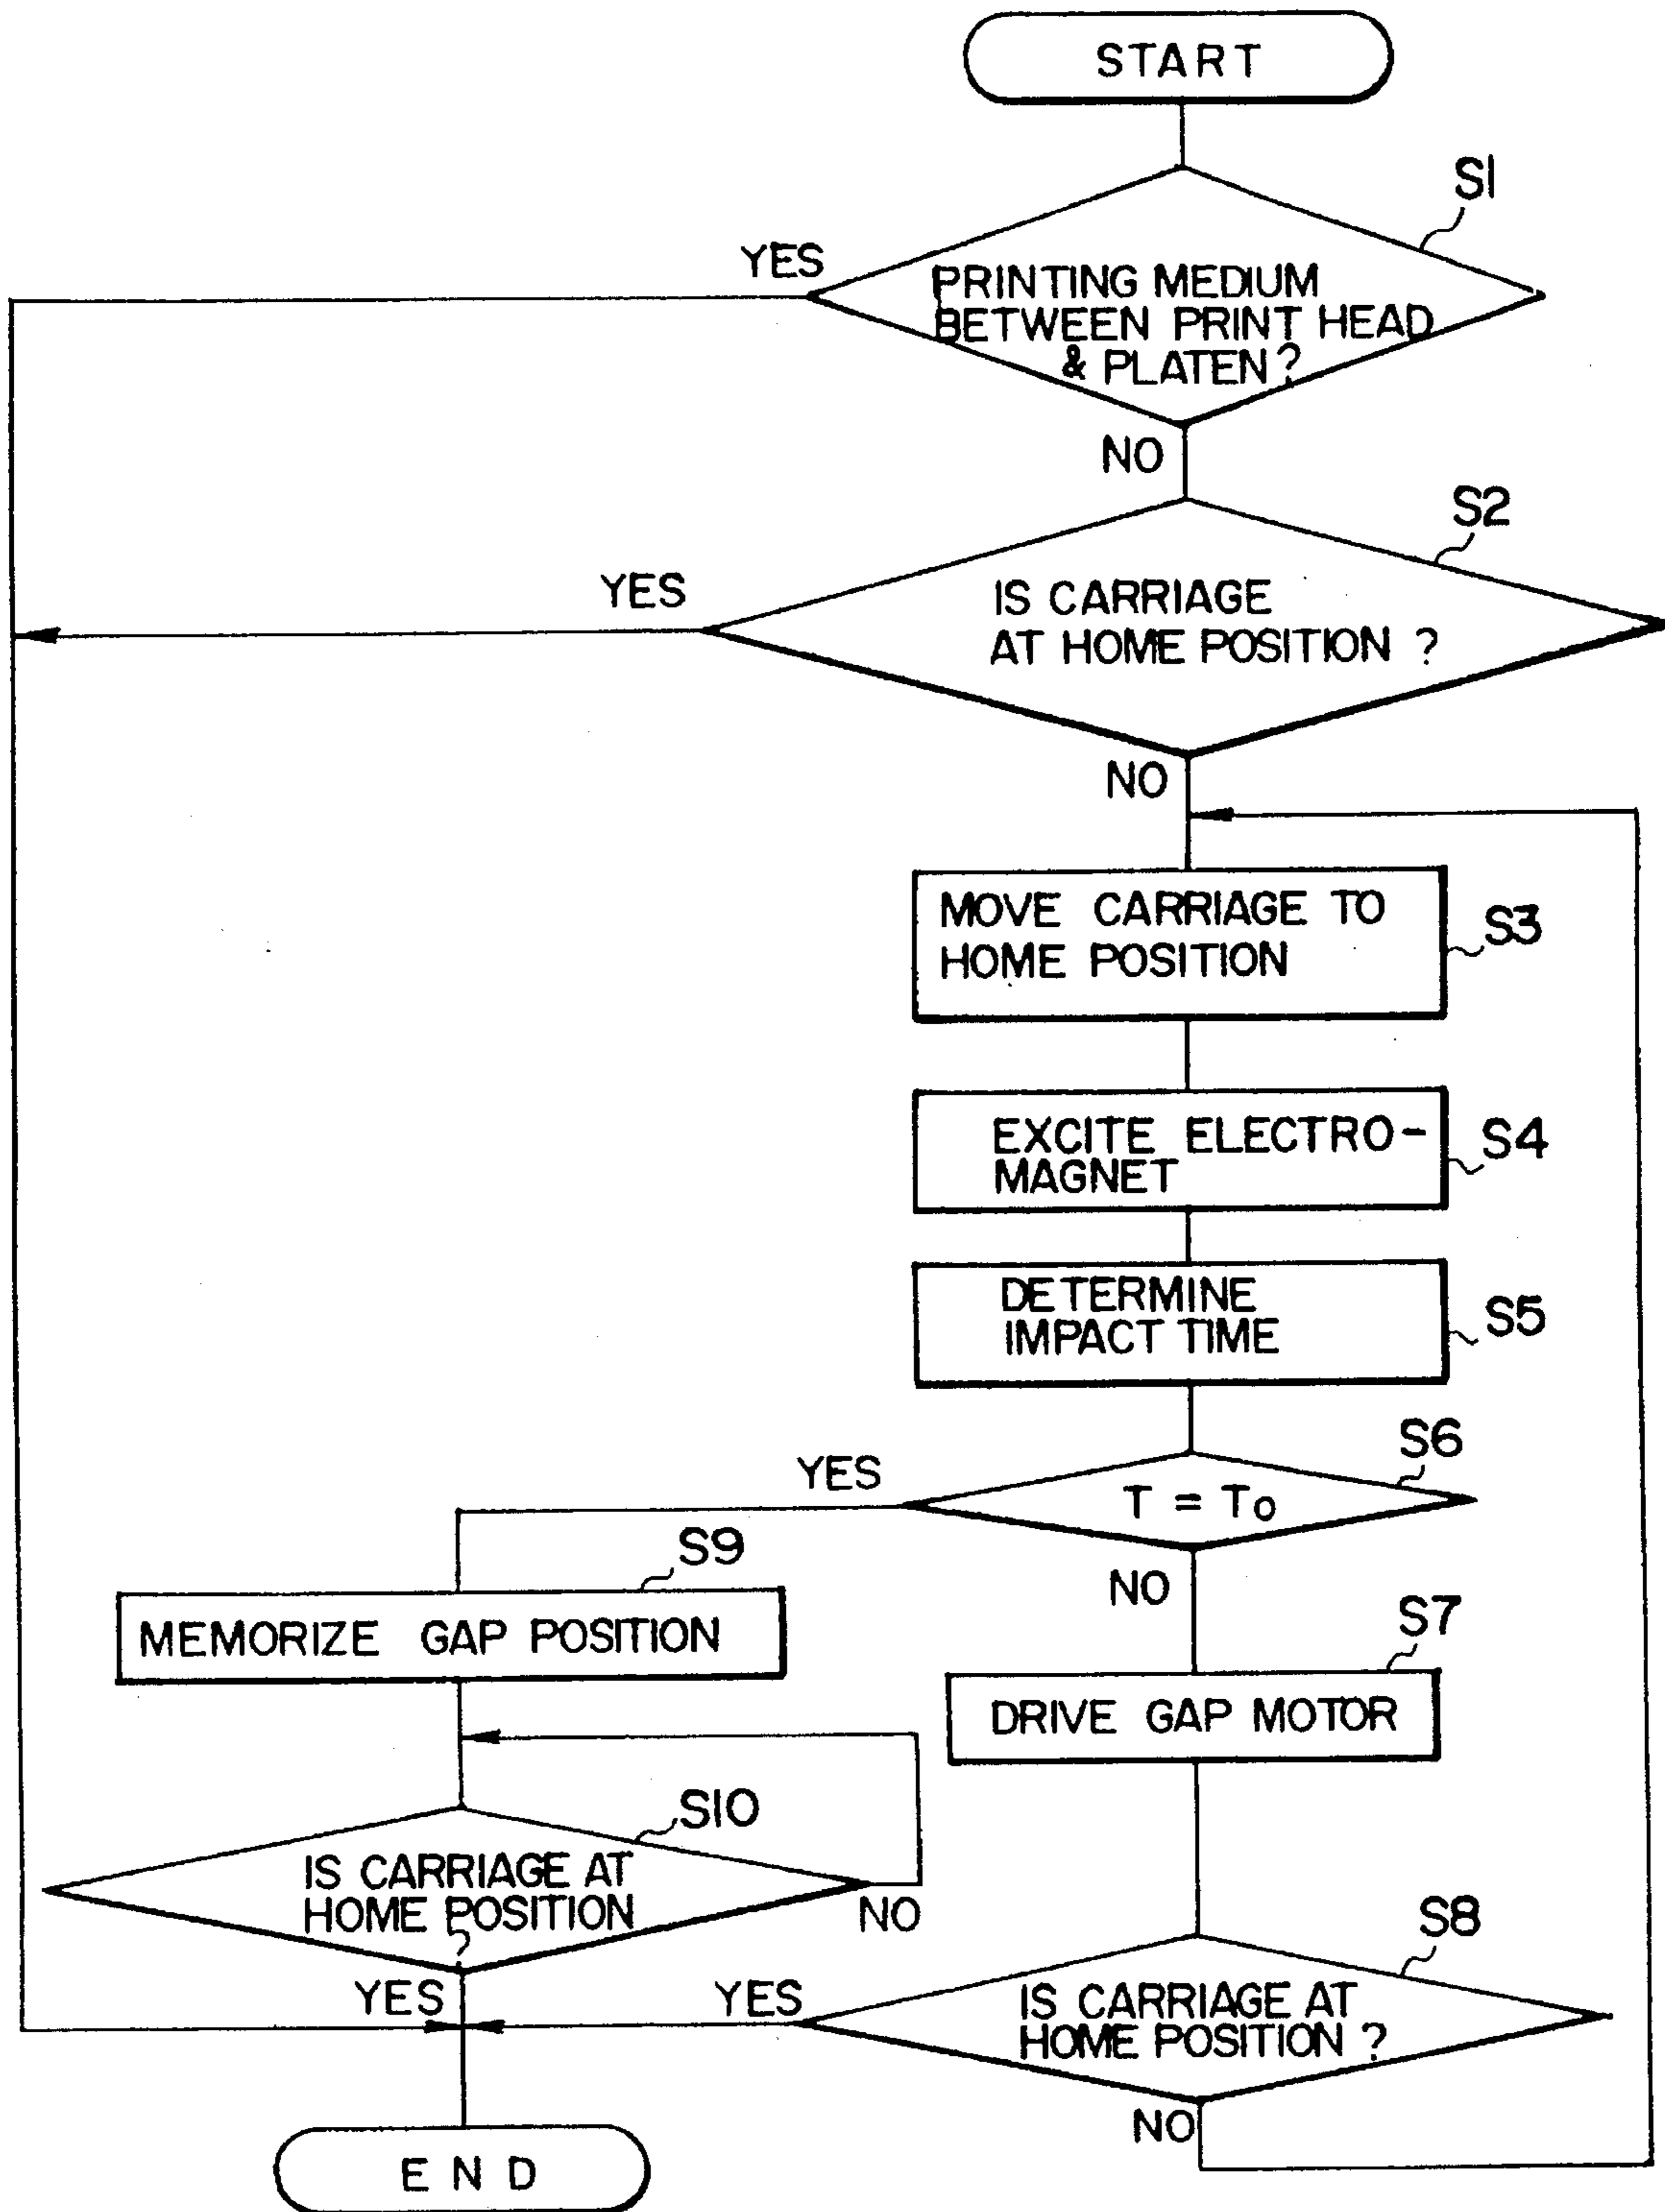 START
S1
YES
PRINTING MEDIUM
BETWEEN PRINT HEAD
& PLATEN?
NO
S2
YES
IS CARRIAGE
AT HOME POSITION ?
NO
MOVE CARRIAGE TO
HOME POSITION
S3
EXCITE ELECTRO-
MAGNET
S4
DETERMINE
IMPACT TIME
S5
S6
YES
T = To
NO
S9
MEMORIZE GAP POSITION
S7
DRIVE GAP MOTOR
S10
IS CARRIAGE AT
HOME POSITION
?
NO
YES
S8
YES
IS CARRIAGE AT
HOME POSITION ?
NO
END